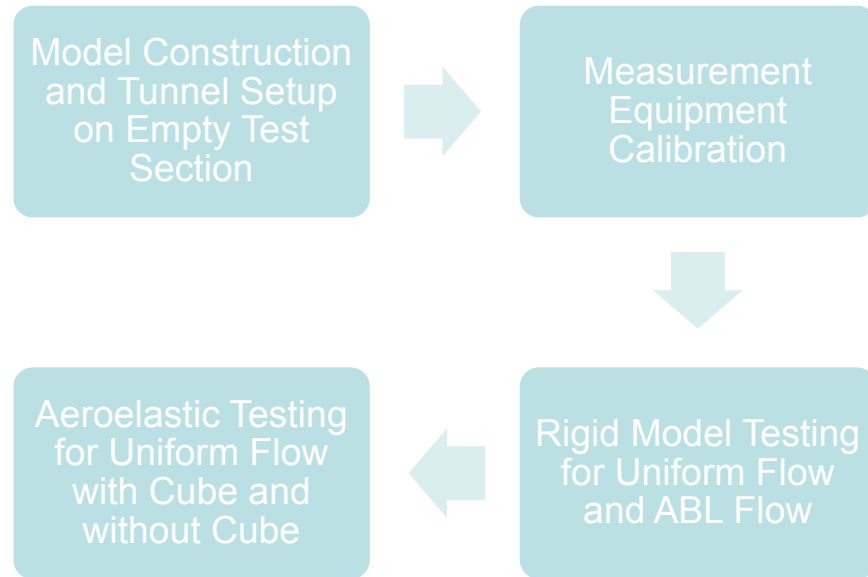 Model Construction
and Tunnel Setup
on Empty Test
Section
Measurement
Equipment
Calibration
Rigid Model Testing
for Uniform Flow
and ABL Flow
Aeroelastic Testing
for Uniform Flow
with Cube and
without Cube